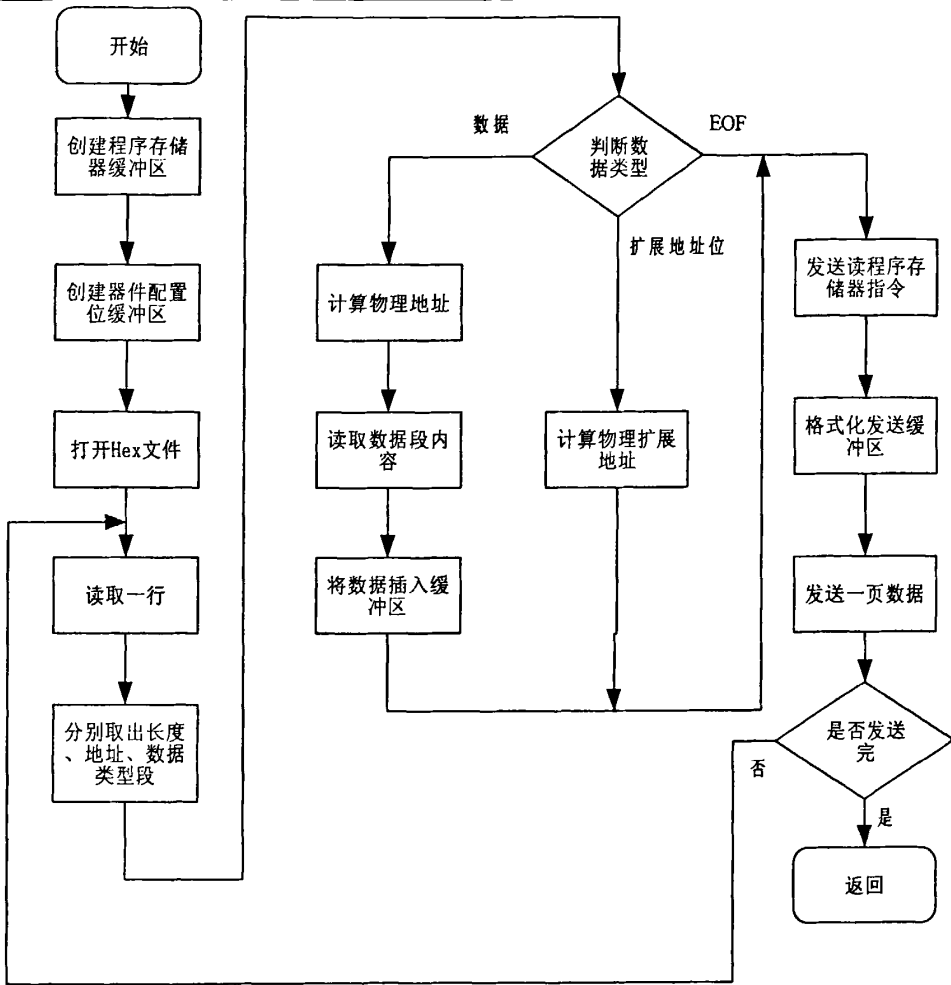 开始
创建程序存储
器缓冲区
创建器件配置
位缓冲区
打开Hex文件
读取一行
分别取出长度
、地址、数据
类型段
判断数
据类型
数据
EOF
扩展地址位
计算物理地址
读取数据段内
容
将数据插入缓
冲区
计算物理扩展
地址
发送读程序存
储器指令
格式化发送缓
冲区
发送一页数据
是否发送
完
否
是
返回